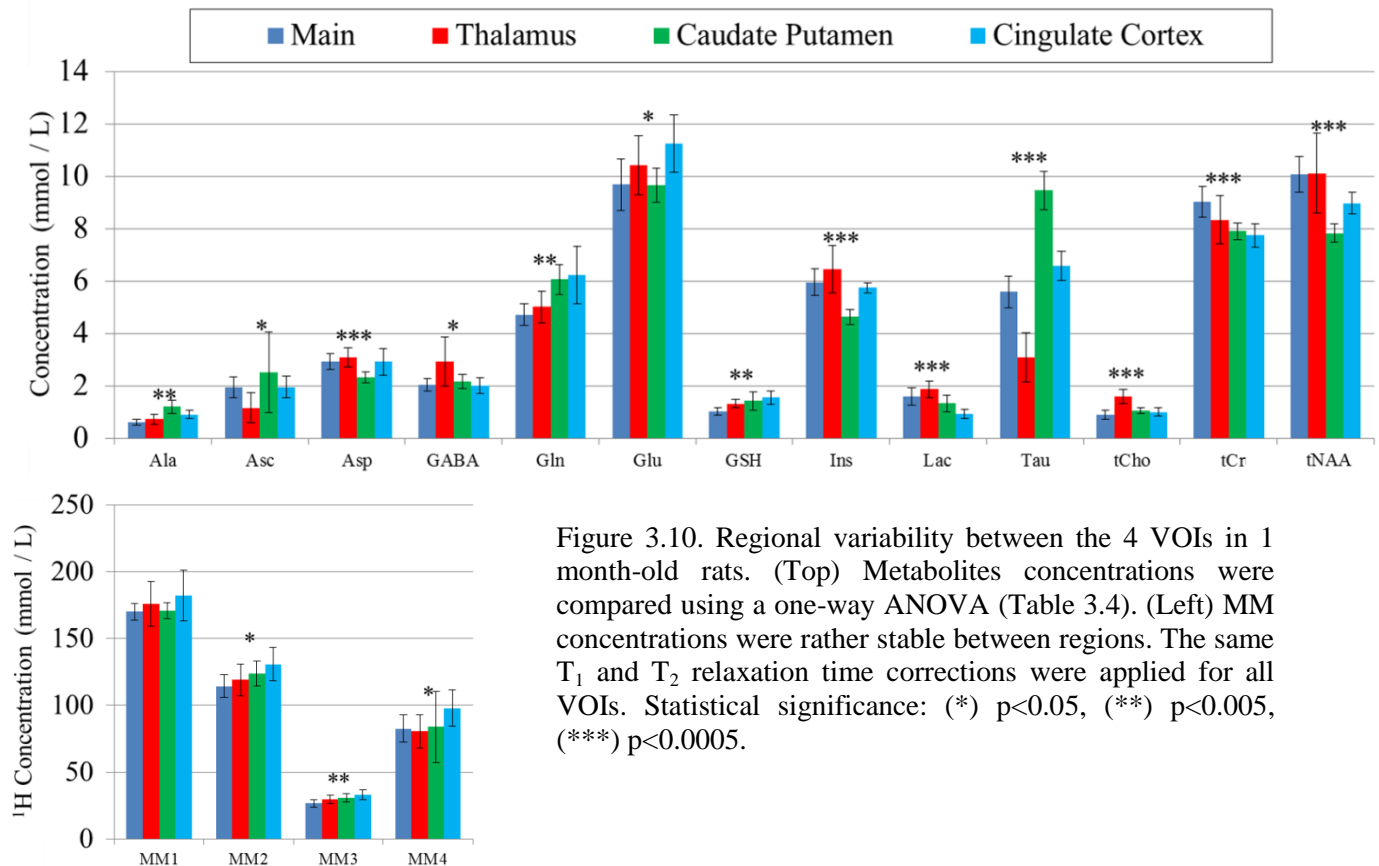 Main Thalamus Caudate Putamen Cingulate Cortex
14
12
10
8
6
4
2
0
Concentration (mmol / L)
** * *** * ** * ** *** *** *** *** *** ***
Ala Asc Asp GABA Gln Glu GSH Ins Lac Tau tCho tCr tNAA
250
200
150
100
50
0
¹H Concentration (mmol / L)
* ** *
MM1 MM2 MM3 MM4
Figure 3.10. Regional variability between the 4 VOIs in 1
month-old rats. (Top) Metabolites concentrations were
compared using a one-way ANOVA (Table 3.4). (Left) MM
concentrations were rather stable between regions. The same
T₁ and T₂ relaxation time corrections were applied for all
VOIs. Statistical significance: (*) p<0.05, (**) p<0.005,
(***) p<0.0005.